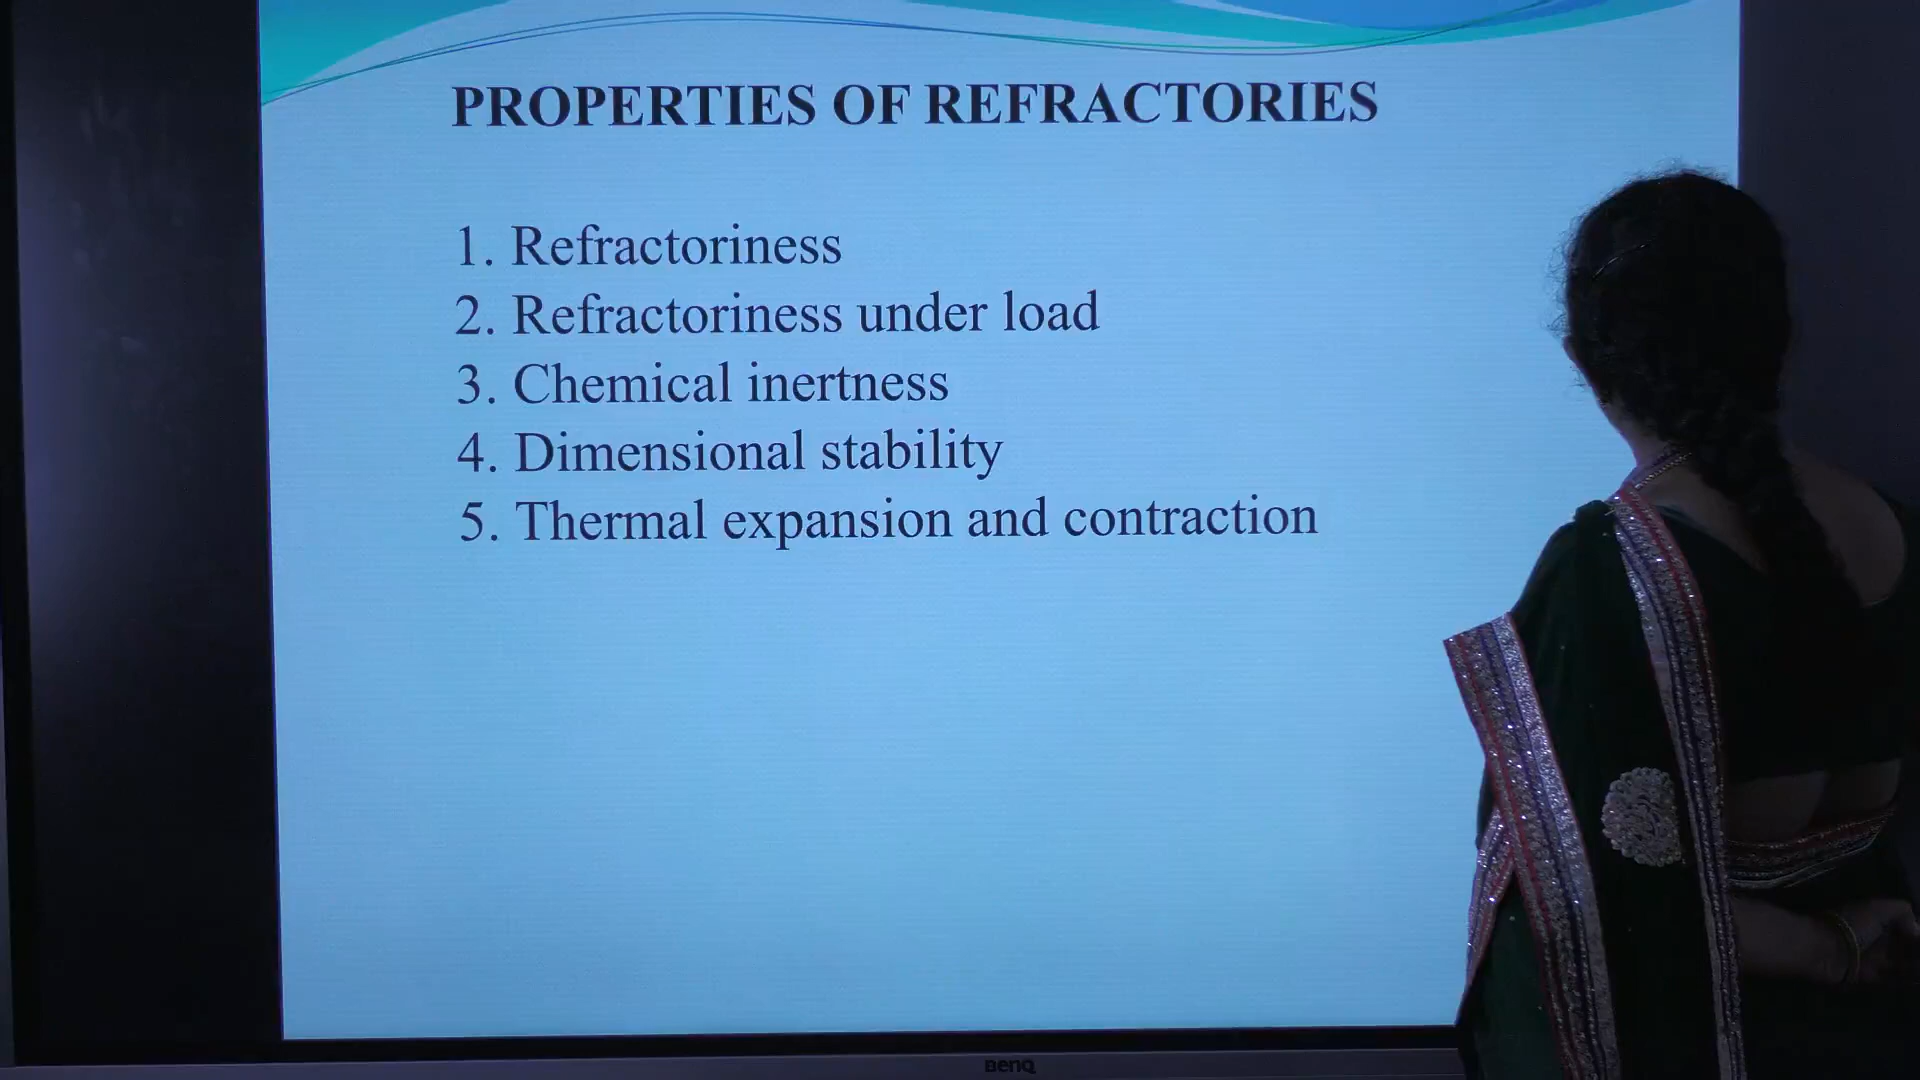 PROPERTIES OF REFRACTORIES
1. Refractoriness
2. Refractoriness under load
3. Chemical inertness
4. Dimensional stability
5. Thermal expansion and contraction
BenQ